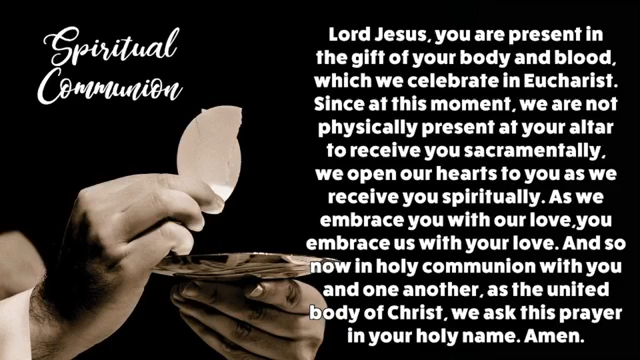 Spiritual
Communion
Lord Jesus, you are present in
the gift of your body and blood,
which we celebrate in Eucharist.
Since at this moment, we are not
physically present at your altar
to receive you sacramentally,
we open our hearts to you as we
receive you spiritually. As we
embrace you with our love,you
embrace us with your love. And so
now in holy communion with you
and one another, as the united
body of Christ, we ask this prayer
in your holy name. Amen.